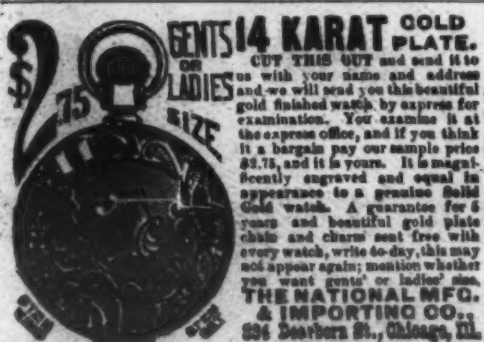 $2.75
GENTS
OR
LADIES
SIZE
14 KARAT GOLD
PLATE.
CUT THIS OUT and send it to
us with your name and address
and we will send you this beautiful
gold finished watch, by express for
examination. You examine it at
the express office, and if you think
it a bargain pay our sample price
$2.75, and it is yours. It is magni-
ficently engraved and equal in
appearance to a genuine Solid
Gold watch. A guarantee for 5
years and beautiful gold plate
chain and charm sent free with
every watch, write to-day, this may
not appear again; mention whether
you want gents' or ladies' size.
THE NATIONAL MFG.
& IMPORTING CO.,
334 Dearborn St., Chicago, Ill.